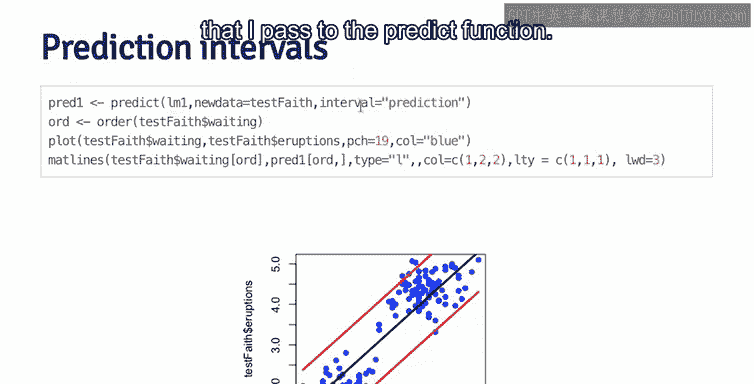 that I pass to the predict function.
Prediction intervals
pred1 <- predict(lm1,newdata=testFaith,interval="prediction")
ord <- order(testFaith$waiting)
plot(testFaith$waiting,testFaith$eruptions,pch=19,col="blue")
matlines(testFaith$waiting[ord],pred1[ord,],type="l",,col=c(1,2,2),lty = c(1,1,1), lwd=3)
testFaith$eruptions
5.0
4.0
3.0